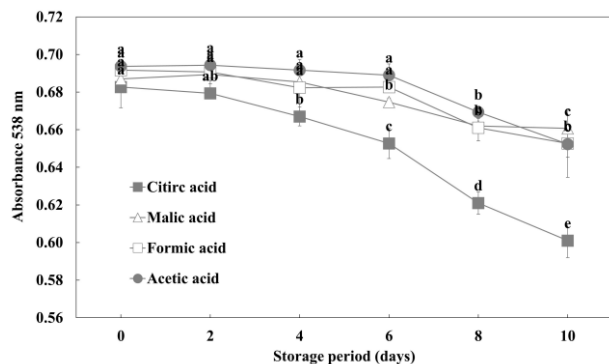 0.72
0.70
0.68
0.66
0.64
0.62
0.60
0.58
0.56
Absorbance 538 nm
a
a
a
a
a
a
a
ab
a
a
a
b
a
a
b
c
b
b
d
c
b
e
Citirc acid
Malic acid
Formic acid
Acetic acid
0 2 4 6 8 10
Storage period (days)